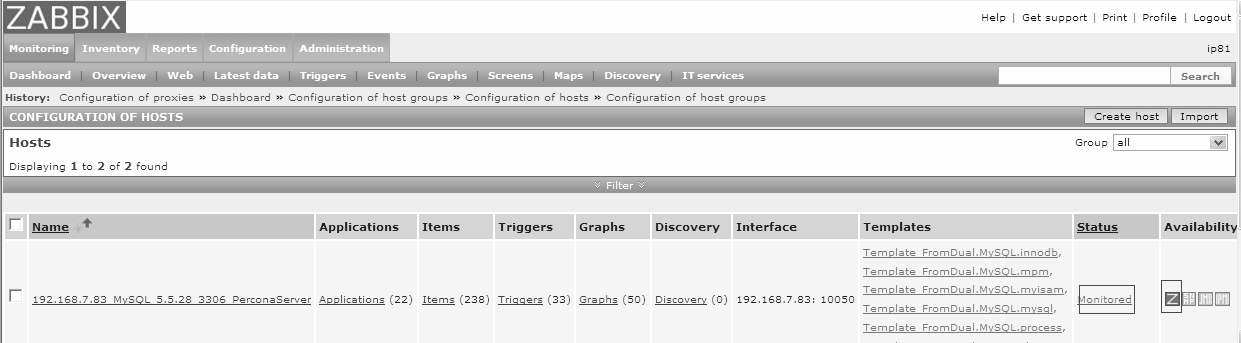 ZABBIX
Help | Get support | Print | Profile | Logout
Monitoring Inventory Reports Configuration Administration
ip81
Dashboard | Overview | Web | Latest data | Triggers | Events | Graphs | Screens | Maps | Discovery | IT services
Search
History: Configuration of proxies » Dashboard » Configuration of host groups » Configuration of hosts » Configuration of host groups
CONFIGURATION OF HOSTS
Create host Import
Hosts
Group all
Displaying 1 to 2 of 2 found
Filter
Name Applications Items Triggers Graphs Discovery Interface Templates Status Availability
192.168.7.83_MySQL_5.5.28_3306_PerconaServer Applications (22) Items (238) Triggers (33) Graphs (50) Discovery (0) 192.168.7.83: 10050
Template_FromDual.MySQL.innodb,
Template_FromDual.MySQL.mpm,
Template_FromDual.MySQL.myisam,
Template_FromDual.MySQL.mysql,
Template_FromDual.MySQL.process,
Monitored
Z